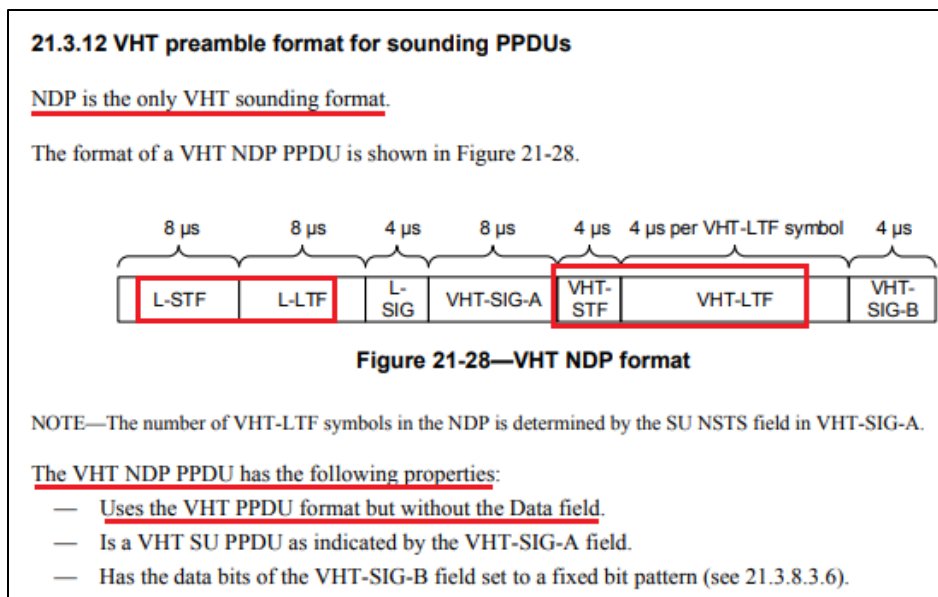 21.3.12 VHT preamble format for sounding PPDUs
NDP is the only VHT sounding format.
The format of a VHT NDP PPDU is shown in Figure 21-28.
8 µs 8 µs 4 µs 8 µs 4 µs 4 µs per VHT-LTF symbol 4 µs
L-STF L-LTF L-SIG VHT-SIG-A VHT-STF VHT-LTF VHT-SIG-B
Figure 21-28—VHT NDP format
NOTE—The number of VHT-LTF symbols in the NDP is determined by the SU NSTS field in VHT-SIG-A.
The VHT NDP PPDU has the following properties:
— Uses the VHT PPDU format but without the Data field.
— Is a VHT SU PPDU as indicated by the VHT-SIG-A field.
— Has the data bits of the VHT-SIG-B field set to a fixed bit pattern (see 21.3.8.3.6).